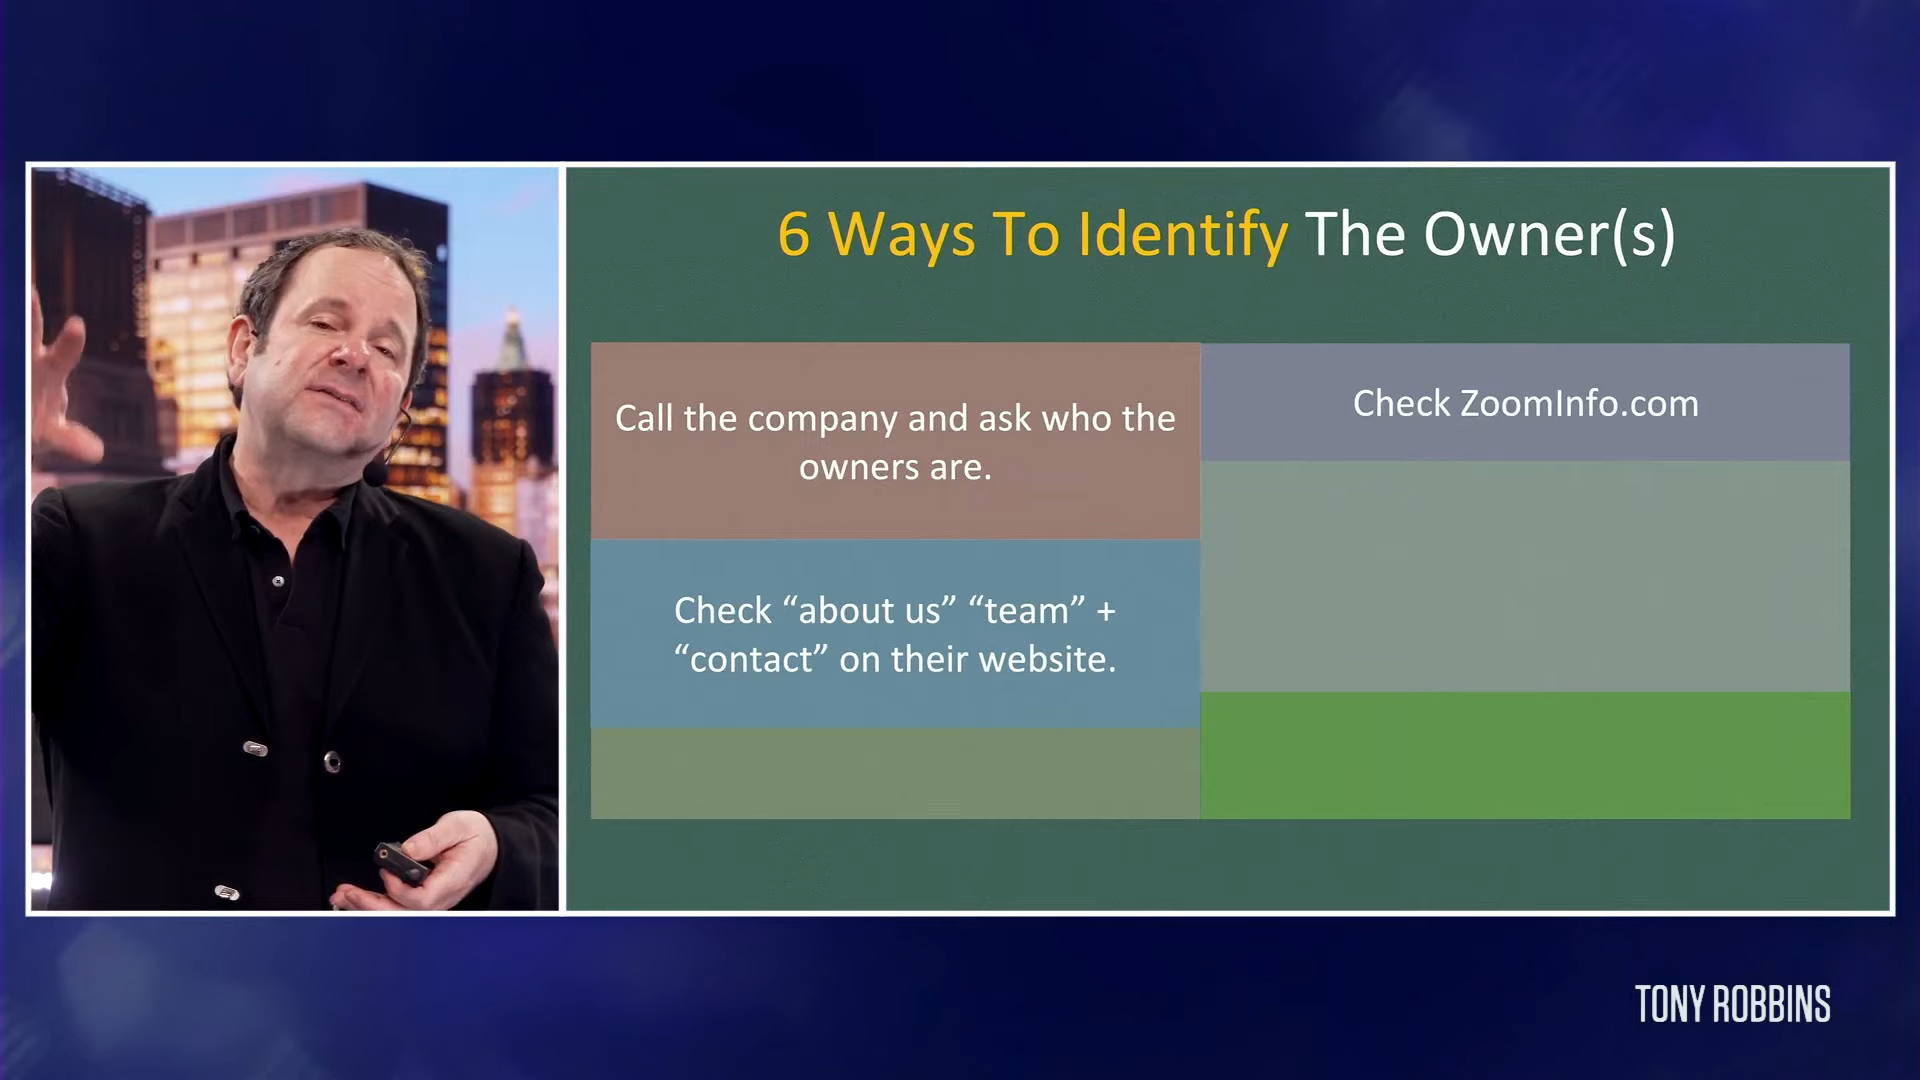 6 Ways To Identify The Owner(s)
Call the company and ask who the
owners are.
Check “about us” “team” +
“contact” on their website.
Check ZoomInfo.com
TONY ROBBINS